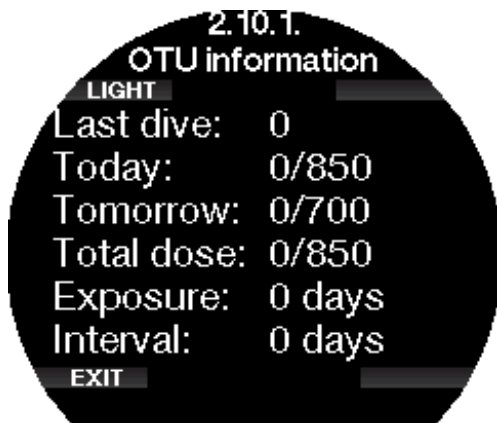 2.10.1.
OTU information
LIGHT
Last dive: 0
Today: 0/850
Tomorrow: 0/700
Total dose: 0/850
Exposure: 0 days
Interval: 0 days
EXIT